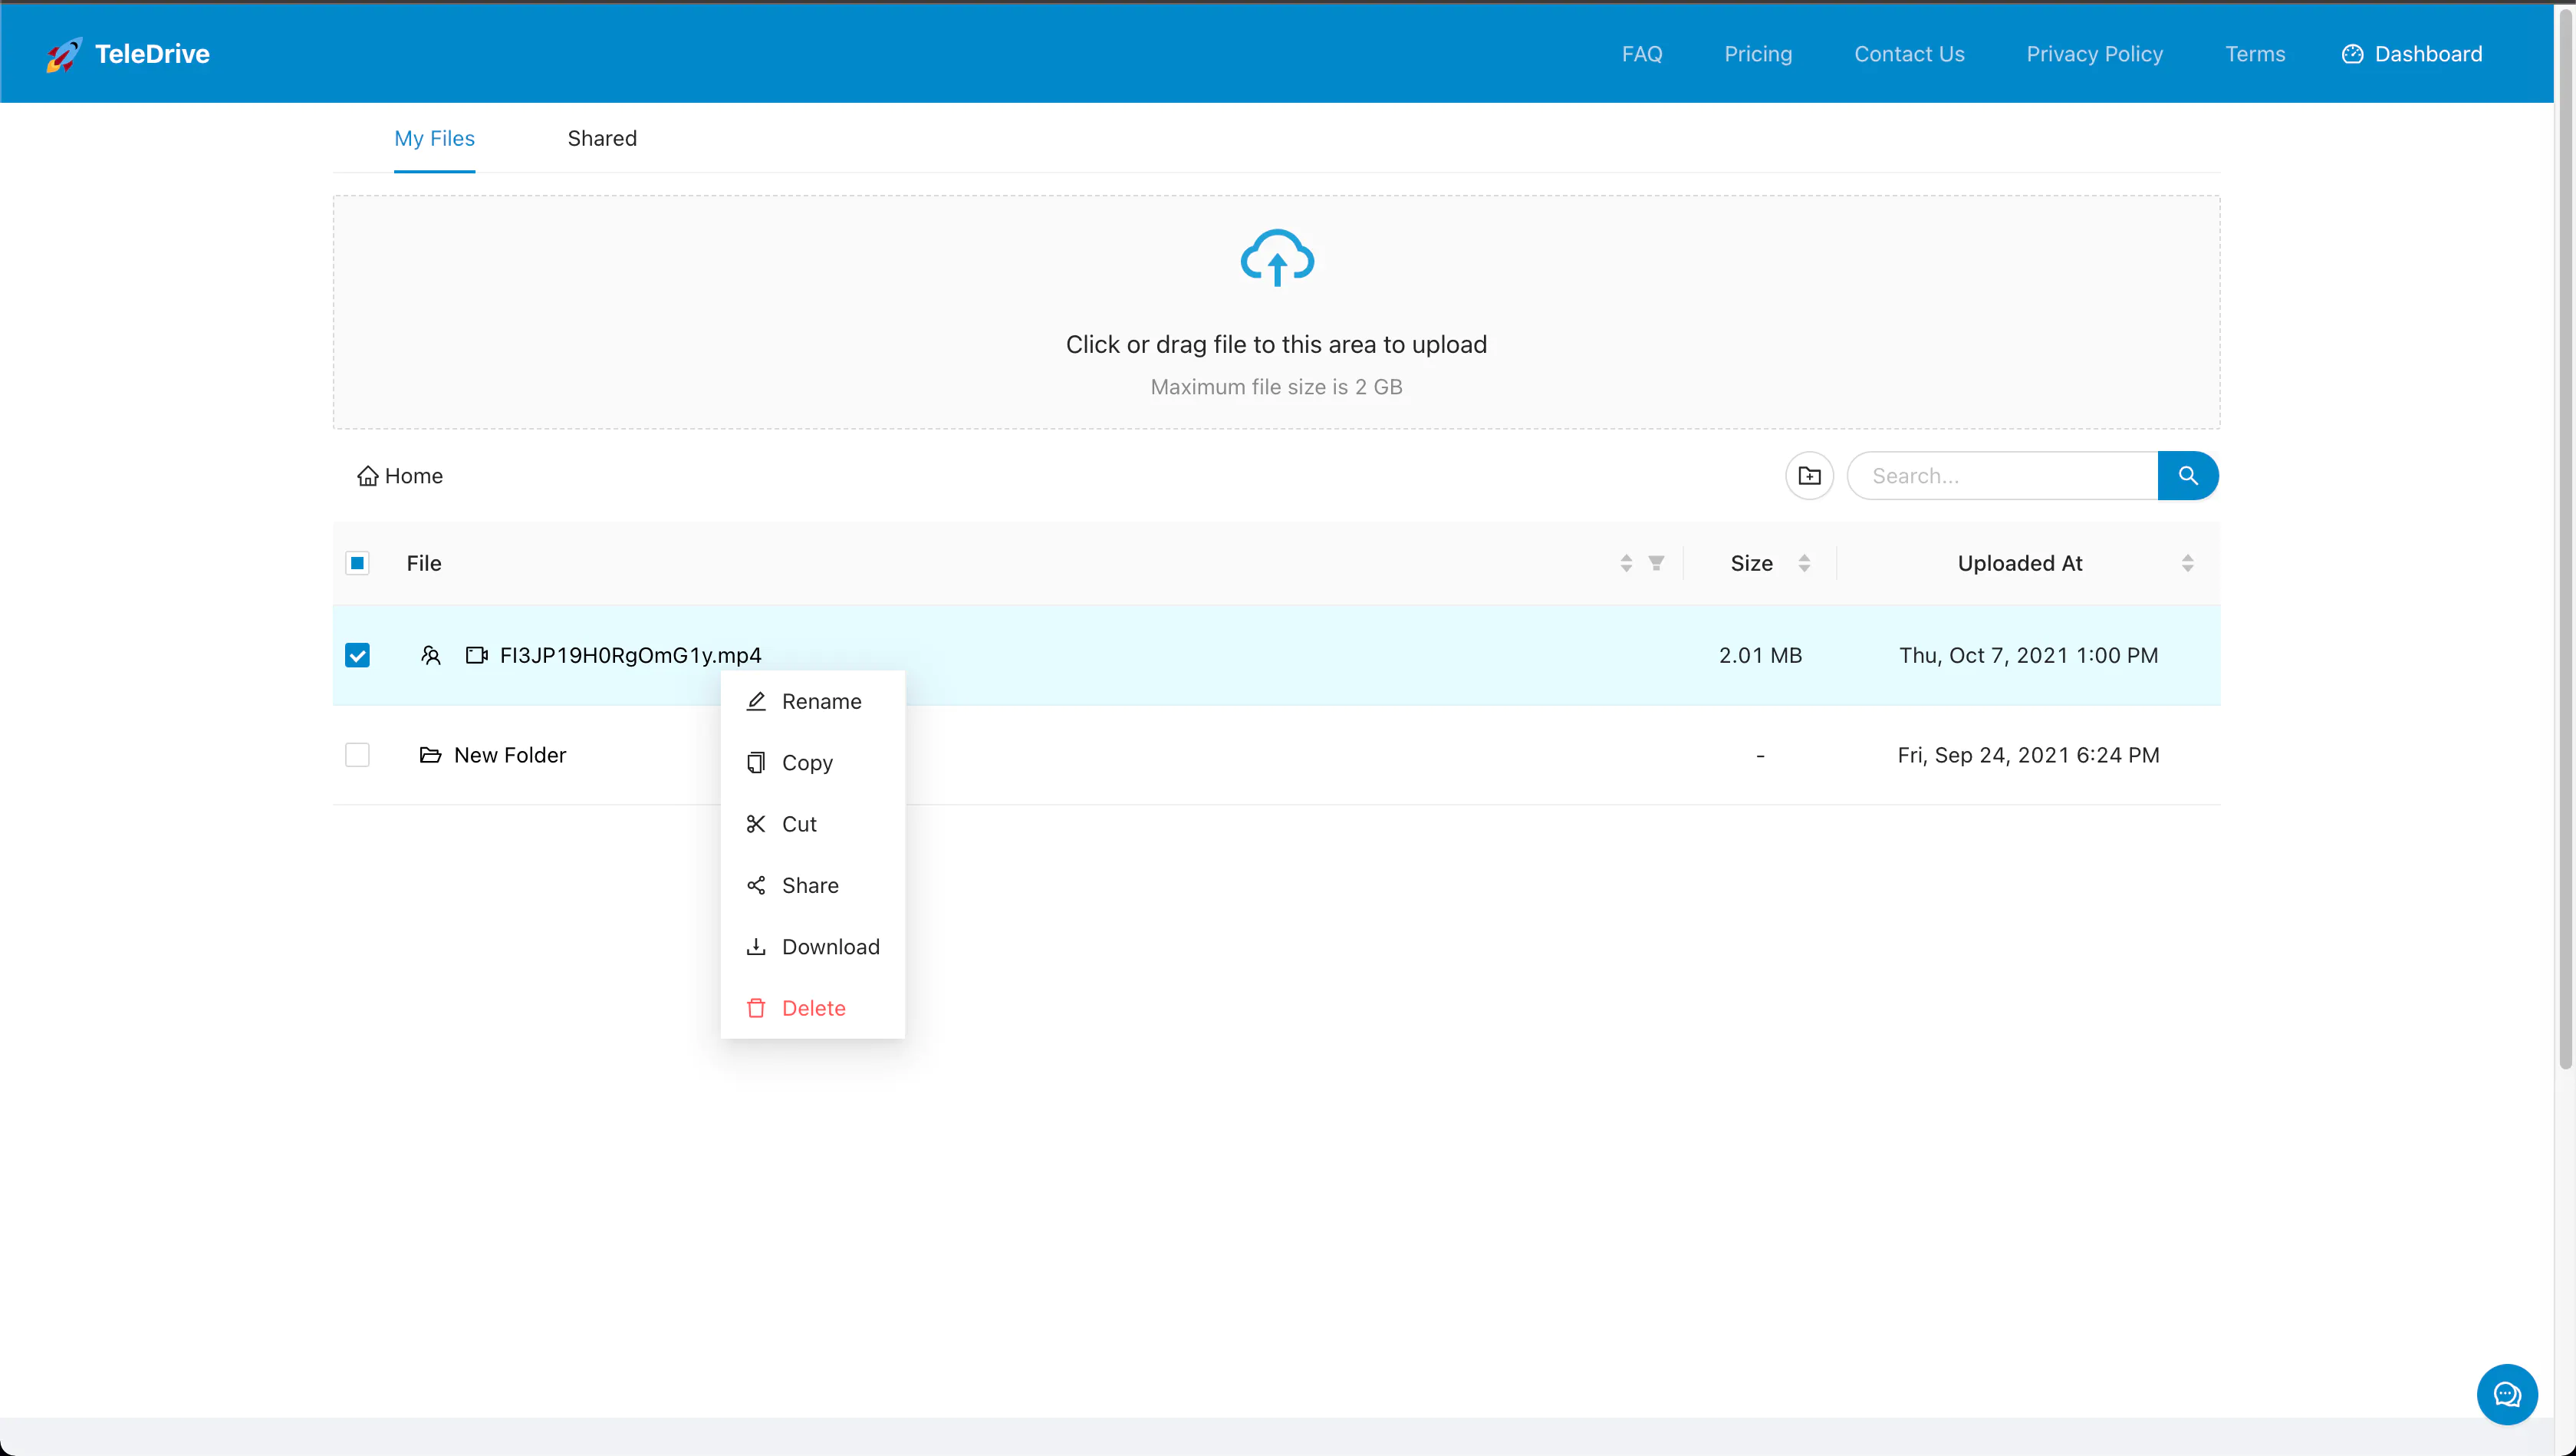 TeleDrive FAQ Pricing Contact Us Privacy Policy Terms Dashboard
My Files Shared
Click or drag file to this area to upload
Maximum file size is 2 GB
Home Search...
File Size Uploaded At
FI3JP19H0RgOmG1y.mp4 2.01 MB Thu, Oct 7, 2021 1:00 PM
Rename
New Folder - Fri, Sep 24, 2021 6:24 PM
Copy
Cut
Share
Download
Delete